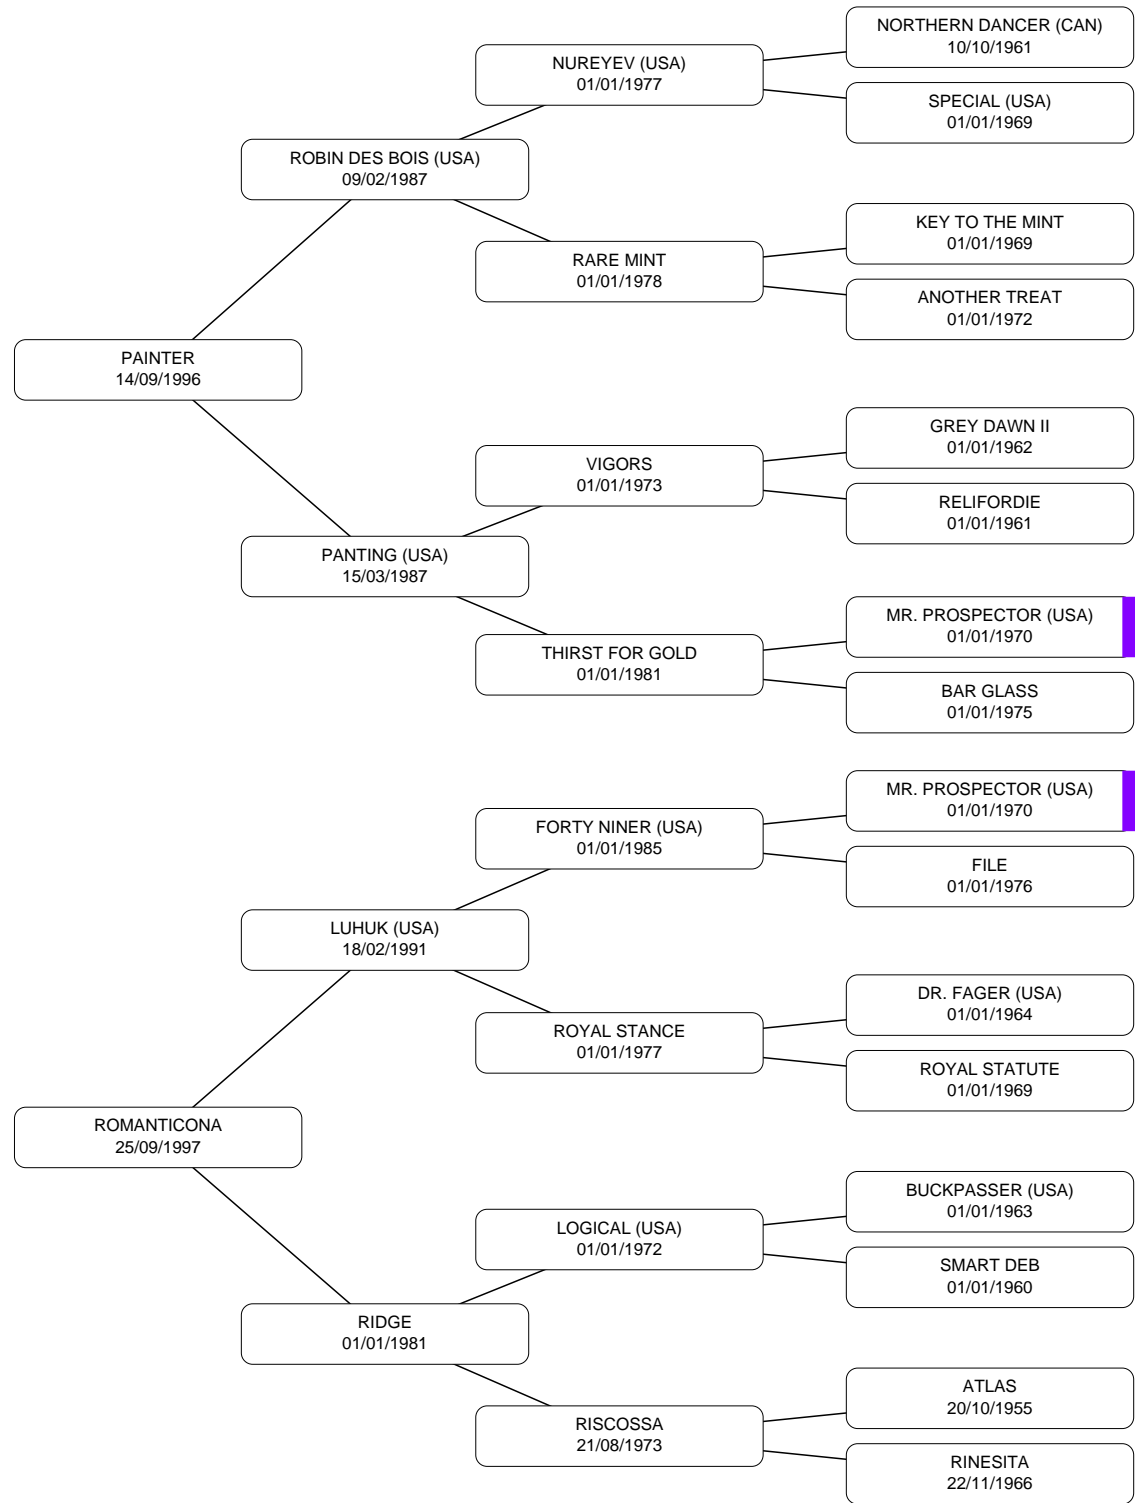 NORTHERN DANCER (CAN)
10/10/1961
NUREYEV (USA)
01/01/1977
SPECIAL (USA)
01/01/1969
ROBIN DES BOIS (USA)
09/02/1987
KEY TO THE MINT
01/01/1969
RARE MINT
01/01/1978
ANOTHER TREAT
01/01/1972
PAINTER
14/09/1996
GREY DAWN II
01/01/1962
VIGORS
01/01/1973
RELIFORDIE
01/01/1961
PANTING (USA)
15/03/1987
MR. PROSPECTOR (USA)
01/01/1970
THIRST FOR GOLD
01/01/1981
BAR GLASS
01/01/1975
MR. PROSPECTOR (USA)
01/01/1970
FORTY NINER (USA)
01/01/1985
FILE
01/01/1976
LUHUK (USA)
18/02/1991
DR. FAGER (USA)
01/01/1964
ROYAL STANCE
01/01/1977
ROYAL STATUTE
01/01/1969
ROMANTICONA
25/09/1997
BUCKPASSER (USA)
01/01/1963
LOGICAL (USA)
01/01/1972
SMART DEB
01/01/1960
RIDGE
01/01/1981
ATLAS
20/10/1955
RISCOSSA
21/08/1973
RINESITA
22/11/1966